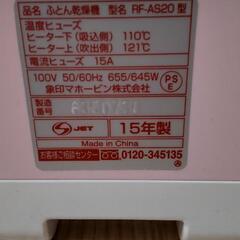 品名 ふとん乾燥機 型名 RF-AS20 型
温度ヒューズ
ヒーター下(吸込側) 110℃
ヒーター上(吹出側) 121℃
電流ヒューズ 15A
100V 50/60Hz 655/645W
PS
E
象印マホービン株式会社
製造
番号
JET
15年製
Made in China
お客様ご相談センター 0120-345135